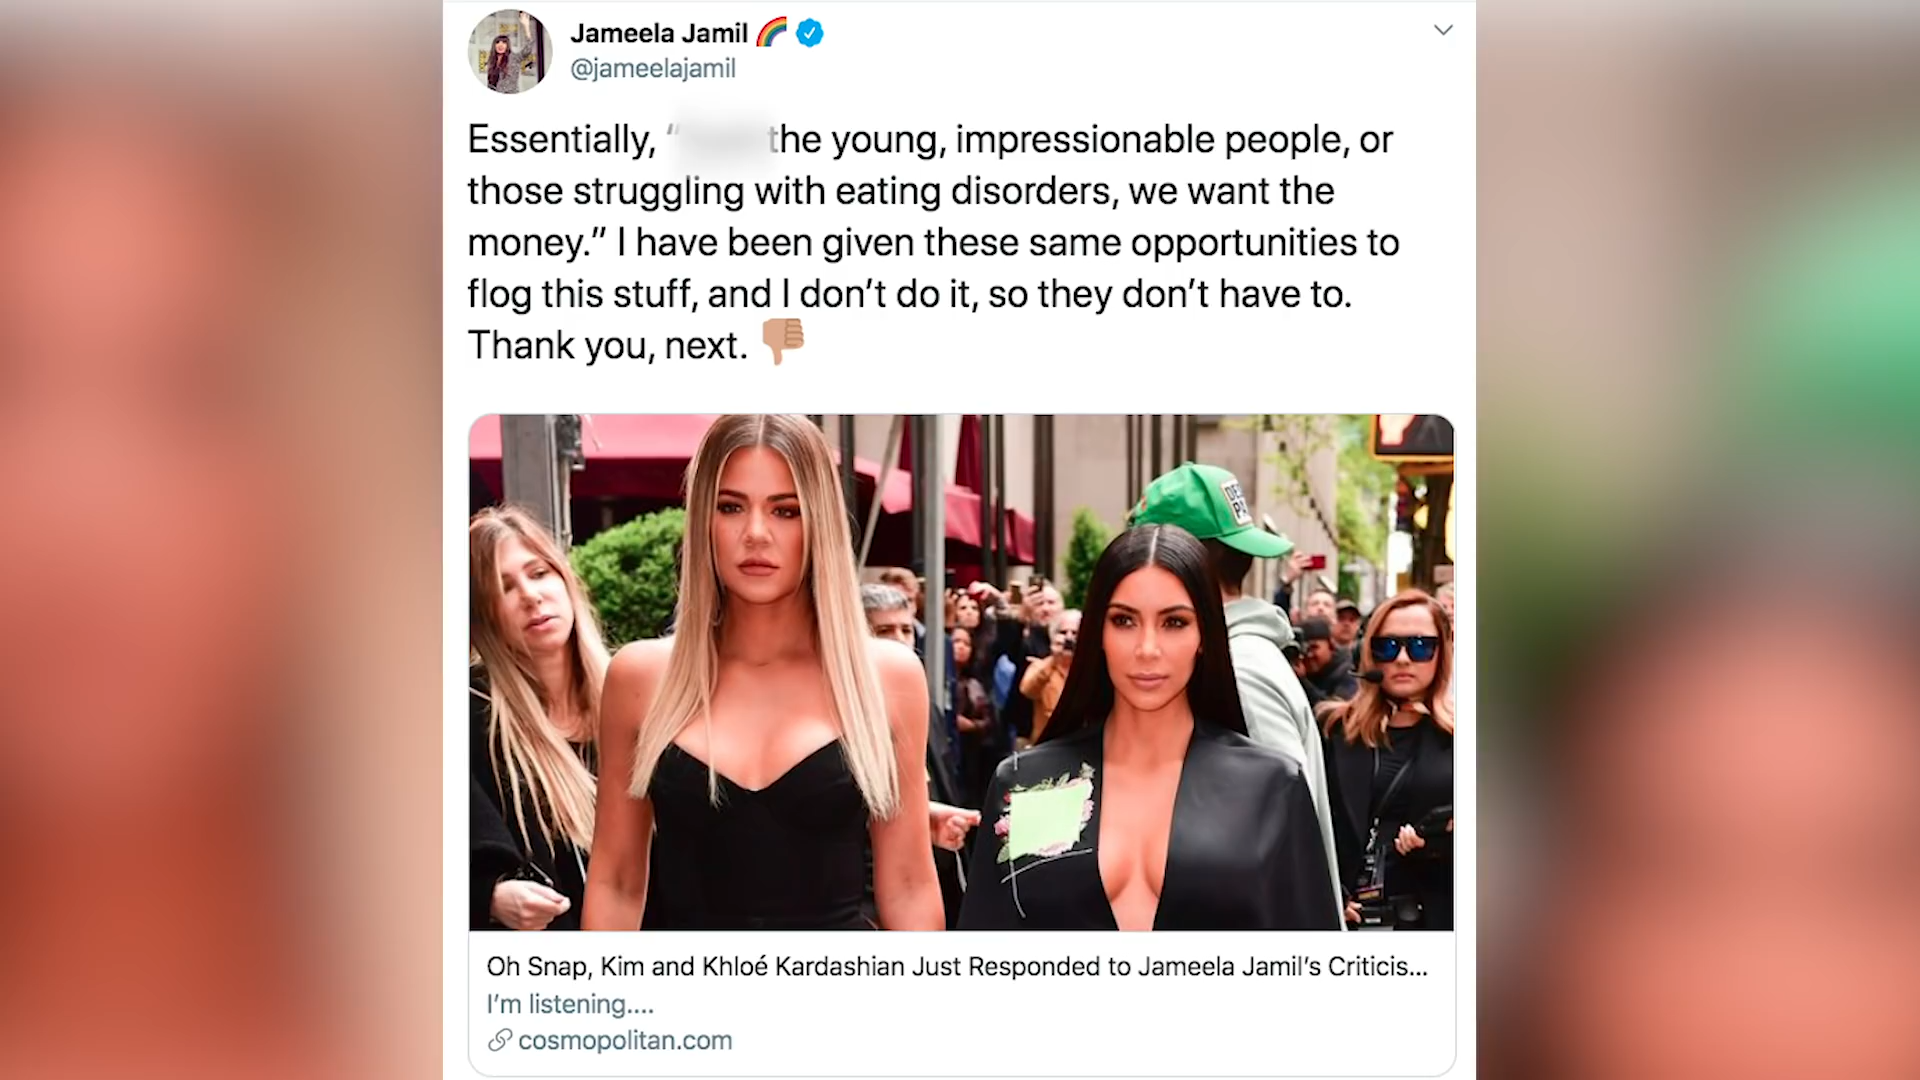 Jameela Jamil
@jameelajamil
Essentially, “ the young, impressionable people, or
those struggling with eating disorders, we want the
money.” I have been given these same opportunities to
flog this stuff, and I don’t do it, so they don’t have to.
Thank you, next.
Oh Snap, Kim and Khloé Kardashian Just Responded to Jameela Jamil’s Criticis...
I’m listening....
cosmopolitan.com